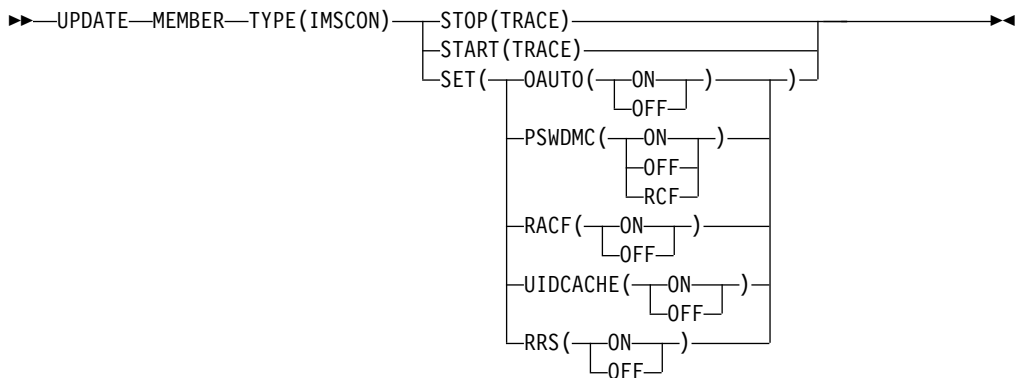 UPDATE MEMBER TYPE(IMSCON) STOP(TRACE)
START(TRACE)
SET( OAUTO( ON ) )
OFF
PSWDMC( ON )
OFF
RCF
RACF( ON )
OFF
UIDCACHE( ON )
OFF
RRS( ON )
OFF